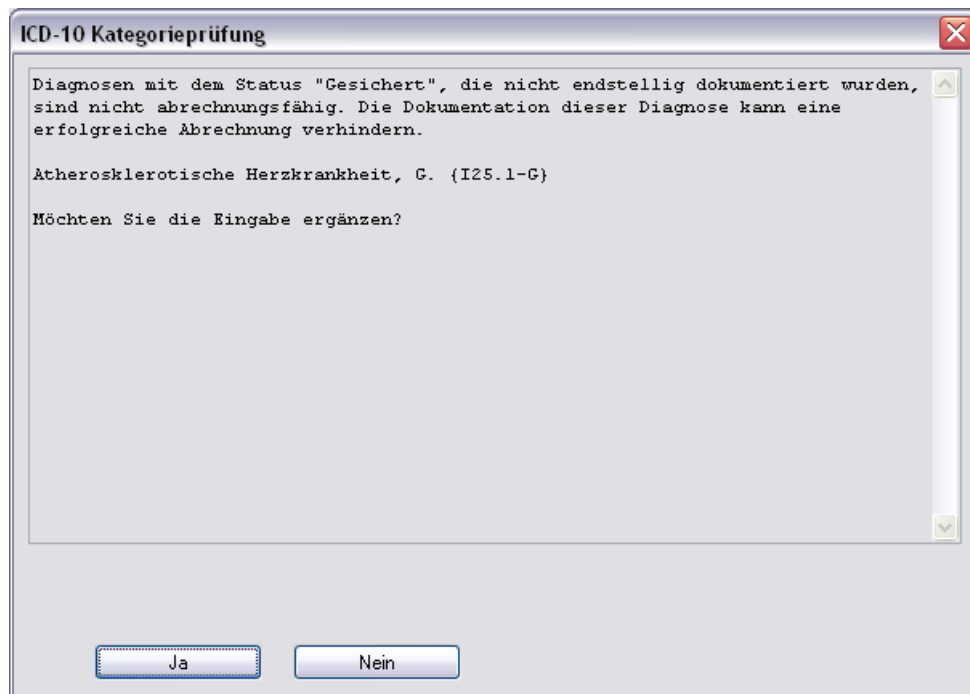 ICD-10 Kategorieprüfung
Diagnosen mit dem Status "Gesichert", die nicht endstellig dokumentiert wurden,
sind nicht abrechnungsfähig. Die Dokumentation dieser Diagnose kann eine
erfolgreiche Abrechnung verhindern.
Atherosklerotische Herzkrankheit, G. {I25.1-G}
Möchten Sie die Eingabe ergänzen?
Ja
Nein